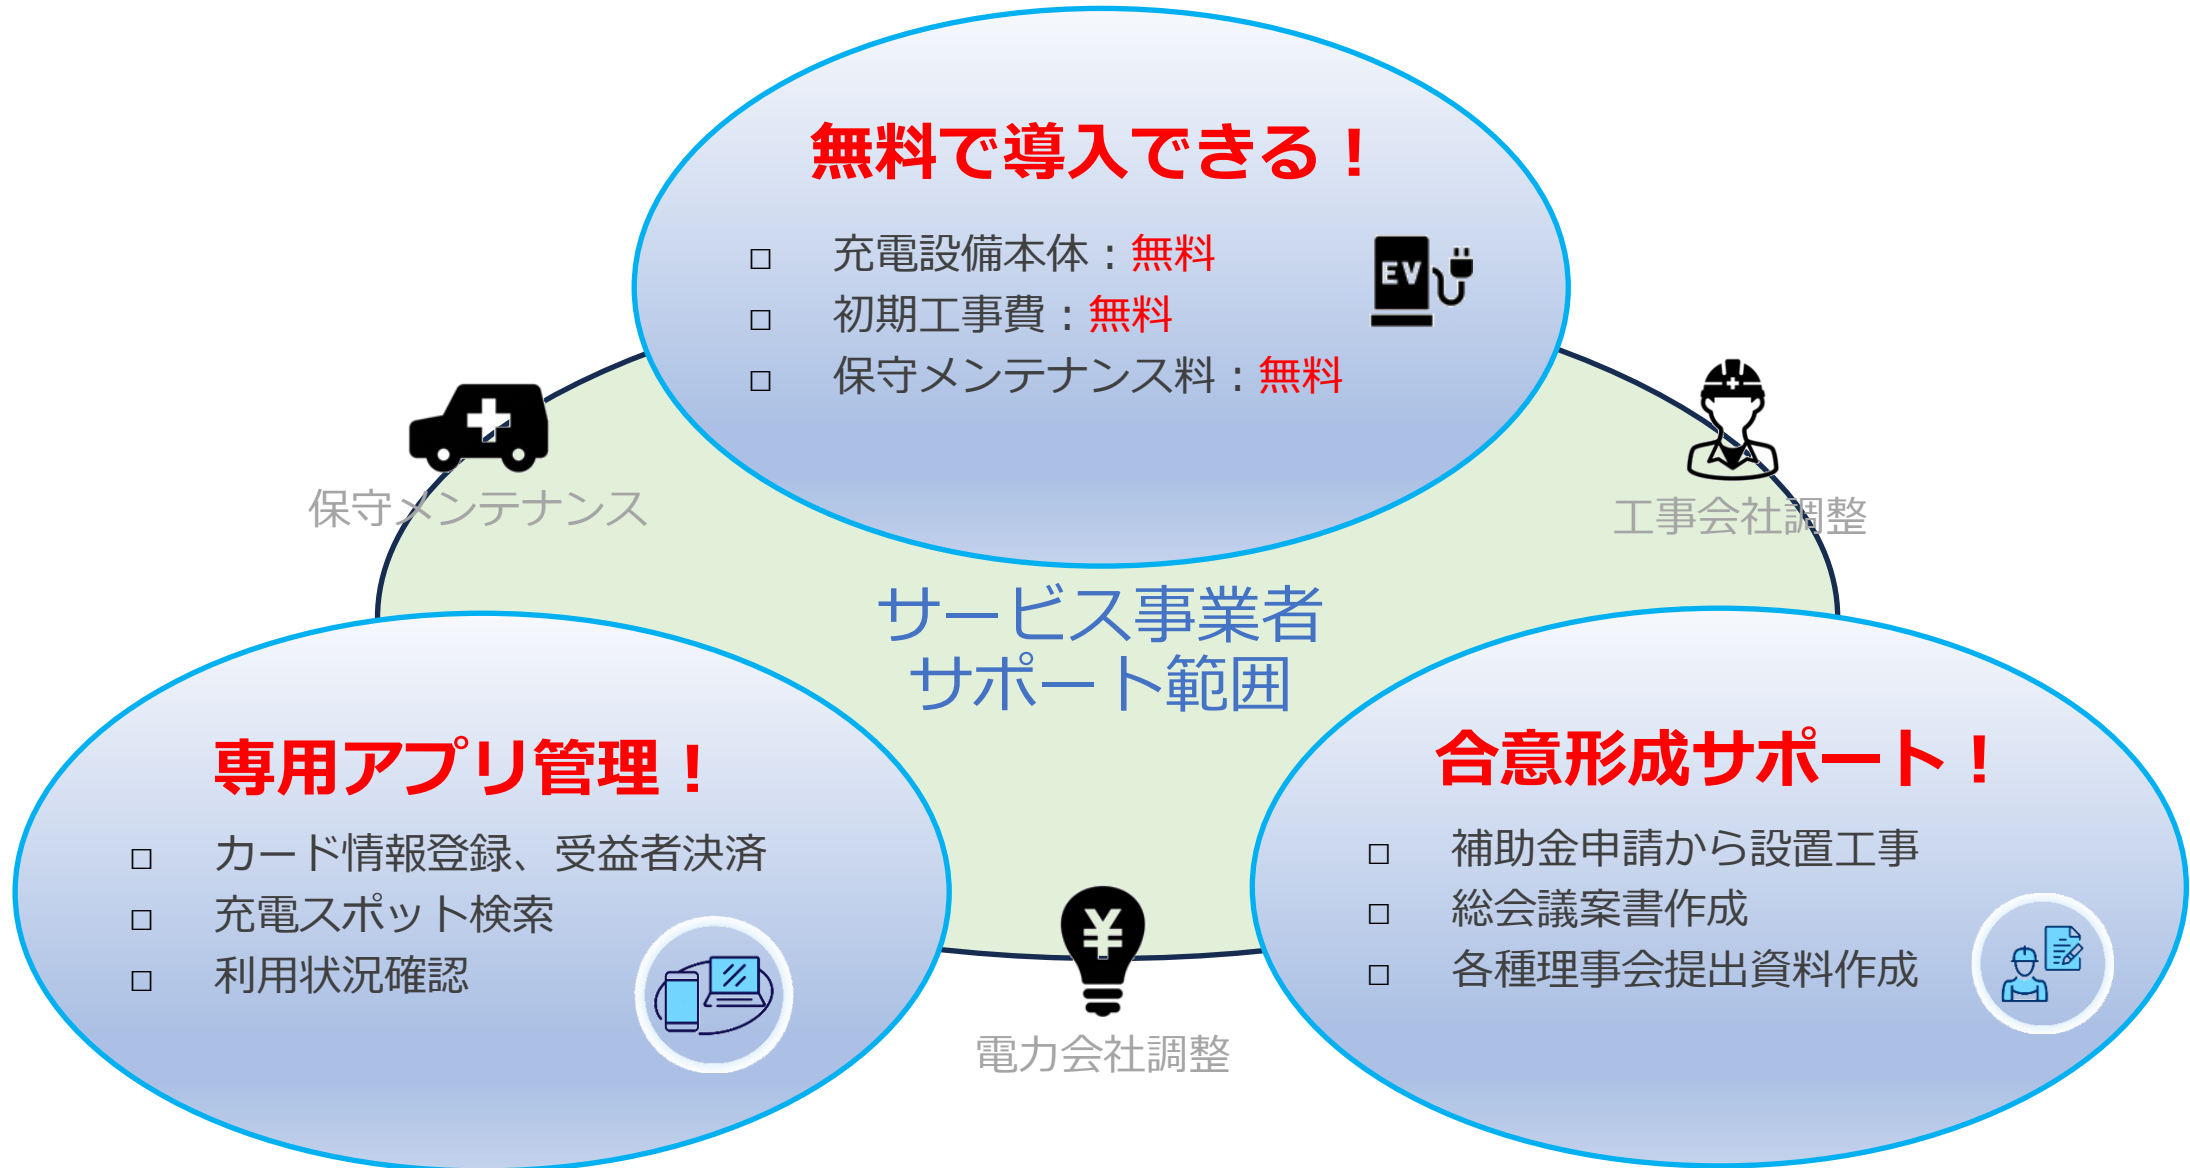 無料で導入できる！
□ 充電設備本体：無料
□ 初期工事費：無料
□ 保守メンテナンス料：無料
EV
保守メンテナンス
工事会社調整
サービス事業者
サポート範囲
専用アプリ管理！
□ カード情報登録、受益者決済
□ 充電スポット検索
□ 利用状況確認
合意形成サポート！
□ 補助金申請から設置工事
□ 総会議案書作成
□ 各種理事会提出資料作成
¥
電力会社調整